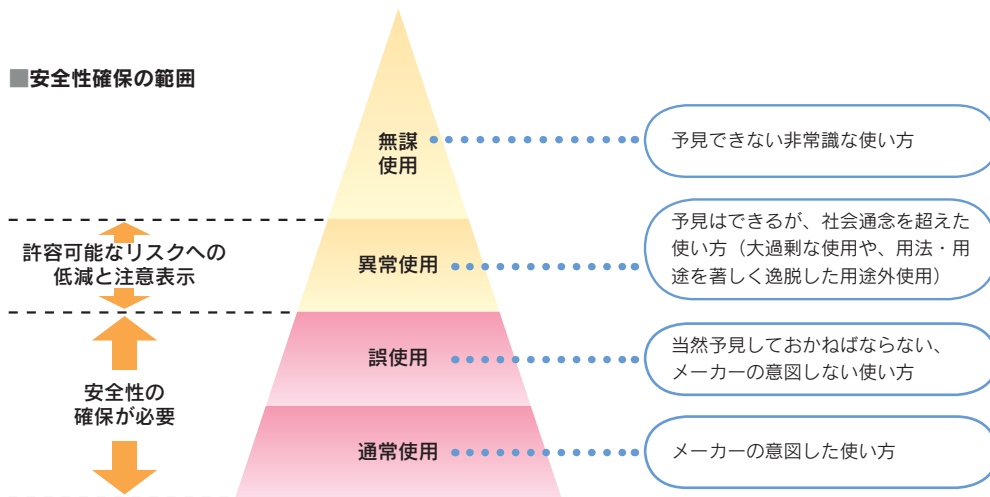 ■安全性確保の範囲
無謀
使用
予見できない非常識な使い方
許容可能なリスクへの
低減と注意表示
異常使用
予見はできるが、社会通念を超えた
使い方（大過剰な使用や、用法・用
途を著しく逸脱した用途外使用）
安全性の
確保が必要
誤使用
当然予見しておかねばならない、
メーカーの意図しない使い方
通常使用
メーカーの意図した使い方